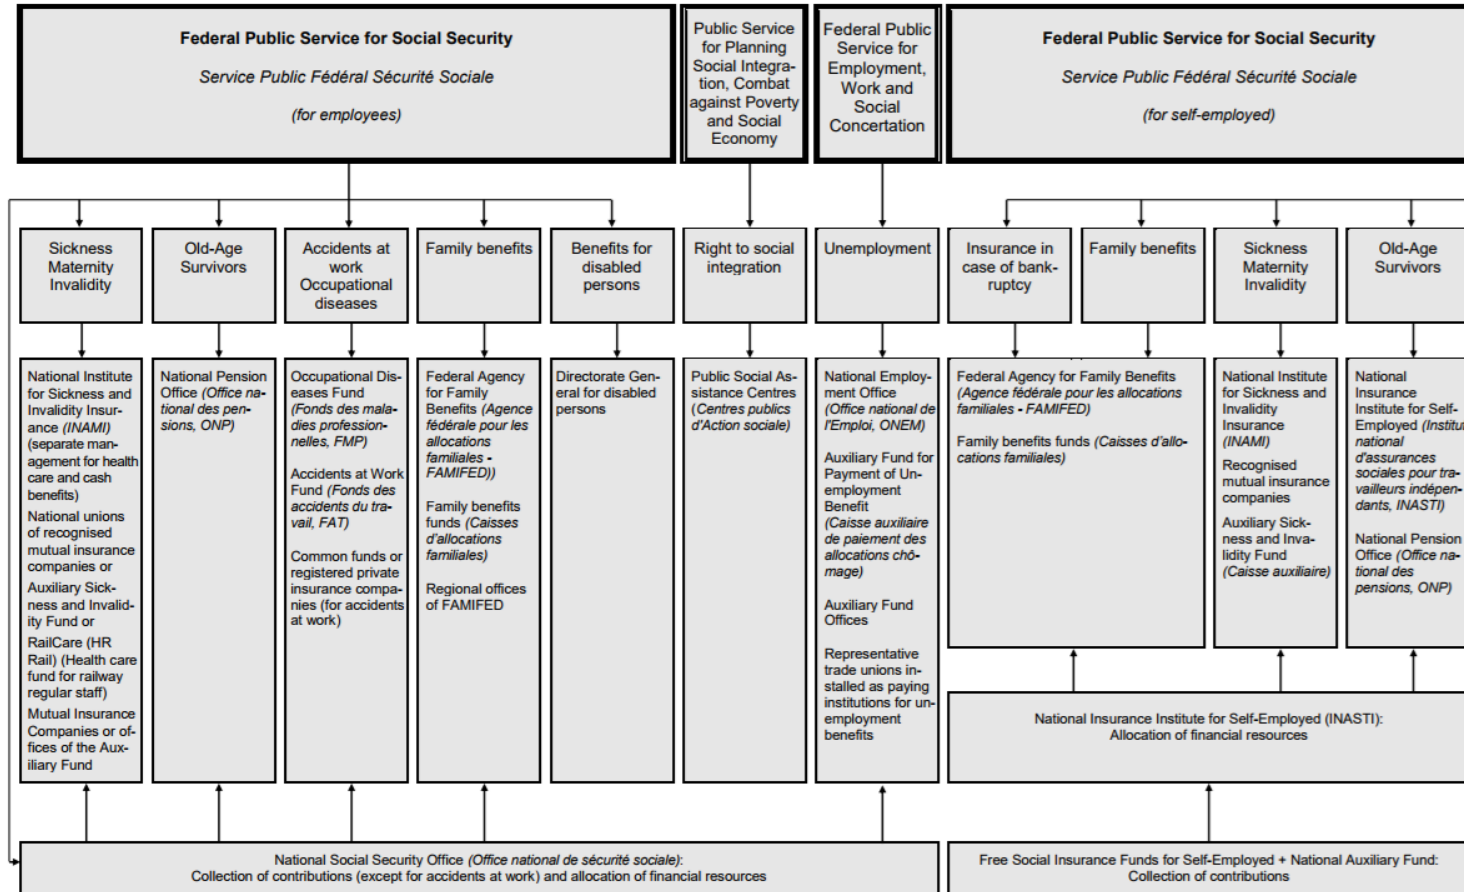 Federal Public Service for Social Security
Service Public Fédéral Sécurité Sociale
(for employees)
Public Service
for Planning
Social Integra-
tion, Combat
against Poverty
and Social
Economy
Federal Public
Service for
Employment,
Work and
Social
Concertation
Federal Public Service for Social Security
Service Public Fédéral Sécurité Sociale
(for self-employed)
Sickness
Maternity
Invalidity
Old-Age
Survivors
Accidents at
work
Occupational
diseases
Family benefits
Benefits for
disabled
persons
Right to social
integration
Unemployment
Insurance in
case of bank-
ruptcy
Family benefits
Sickness
Maternity
Invalidity
Old-Age
Survivors
National Institute
for Sickness and
Invalidity Insur-
ance (INAMI)
(separate man-
agement for health
care and cash
benefits)
National unions
of recognised
mutual insurance
companies or
Auxiliary Sick-
ness and Invalid-
ity Fund or
RailCare (HR
Rail) (Health care
fund for railway
regular staff)
Mutual Insurance
Companies or of-
fices of the Aux-
iliary Fund
National Pension
Office (Office na-
tional des pen-
sions, ONP)
Occupational Dis-
eases Fund
(Fonds des mala-
dies profession-
nelles, FMP)
Accidents at Work
Fund (Fonds des
accidents du tra-
vail, FAT)
Common funds or
registered private
insurance compa-
nies (for accidents
at work)
Federal Agency
for Family
Benefits (Agence
fédérale pour les
allocations
familiales -
FAMIFED))
Family benefits
funds (Caisses
d'allocations
familiales)
Regional offices
of FAMIFED
Directorate Gen-
eral for disabled
persons
Public Social As-
sistance Centres
(Centres publics
d'Action sociale)
National Employ-
ment Office
(Office national de
l'Emploi, ONEM)
Auxiliary Fund for
Payment of Un-
employment
Benefit
(Caisse auxiliaire
de paiement des
allocations chô-
mage)
Auxiliary Fund
Offices
Representative
trade unions in-
stalled as paying
institutions for un-
employment
benefits
Federal Agency for Family Benefits
(Agence fédérale pour les allocations
familiales - FAMIFED)
Family benefits funds (Caisses d'allo-
cations familiales)
National Institute
for Sickness and
Invalidity
Insurance
(INAMI)
Recognised
mutual insurance
companies
Auxiliary Sick-
ness and Inva-
lidity Fund
(Caisse auxiliaire)
National
Insurance
Institute for Self-
Employed (Institut
national
d'assurances
sociales pour tra-
vailleurs indépen-
dants, INASTI)
National Pension
Office (Office na-
tional des
pensions, ONP)
National Insurance Institute for Self-Employed (INASTI):
Allocation of financial resources
National Social Security Office (Office national de sécurité sociale):
Collection of contributions (except for accidents at work) and allocation of financial resources
Free Social Insurance Funds for Self-Employed + National Auxiliary Fund:
Collection of contributions